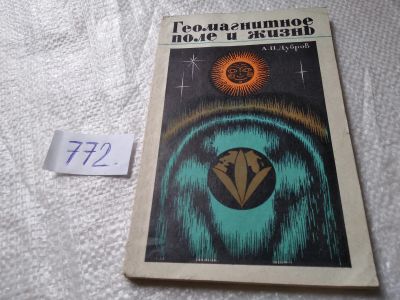 Геомагнитное
поле и жизнь
А.П.Дубров
772.